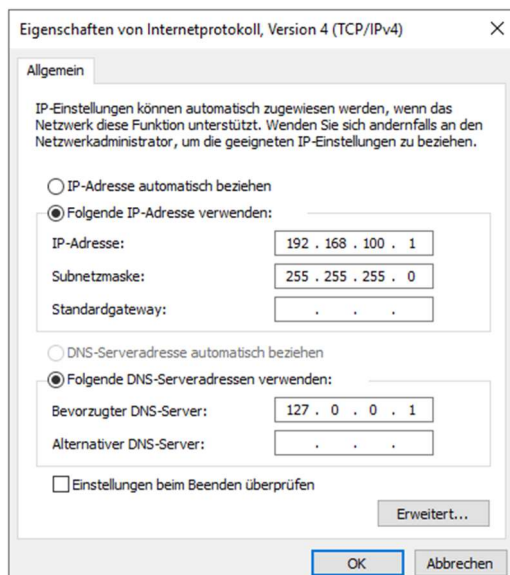 Eigenschaften von Internetprotokoll, Version 4 (TCP/IPv4)
Allgemein
IP-Einstellungen können automatisch zugewiesen werden, wenn das
Netzwerk diese Funktion unterstützt. Wenden Sie sich andernfalls an den
Netzwerkadministrator, um die geeigneten IP-Einstellungen zu beziehen.
IP-Adresse automatisch beziehen
Folgende IP-Adresse verwenden:
IP-Adresse: 192 . 168 . 100 . 1
Subnetzmaske: 255 . 255 . 255 . 0
Standardgateway: . . .
DNS-Serveradresse automatisch beziehen
Folgende DNS-Serveradressen verwenden:
Bevorzugter DNS-Server: 127 . 0 . 0 . 1
Alternativer DNS-Server: . . .
Einstellungen beim Beenden überprüfen
Erweitert...
OK Abbrechen